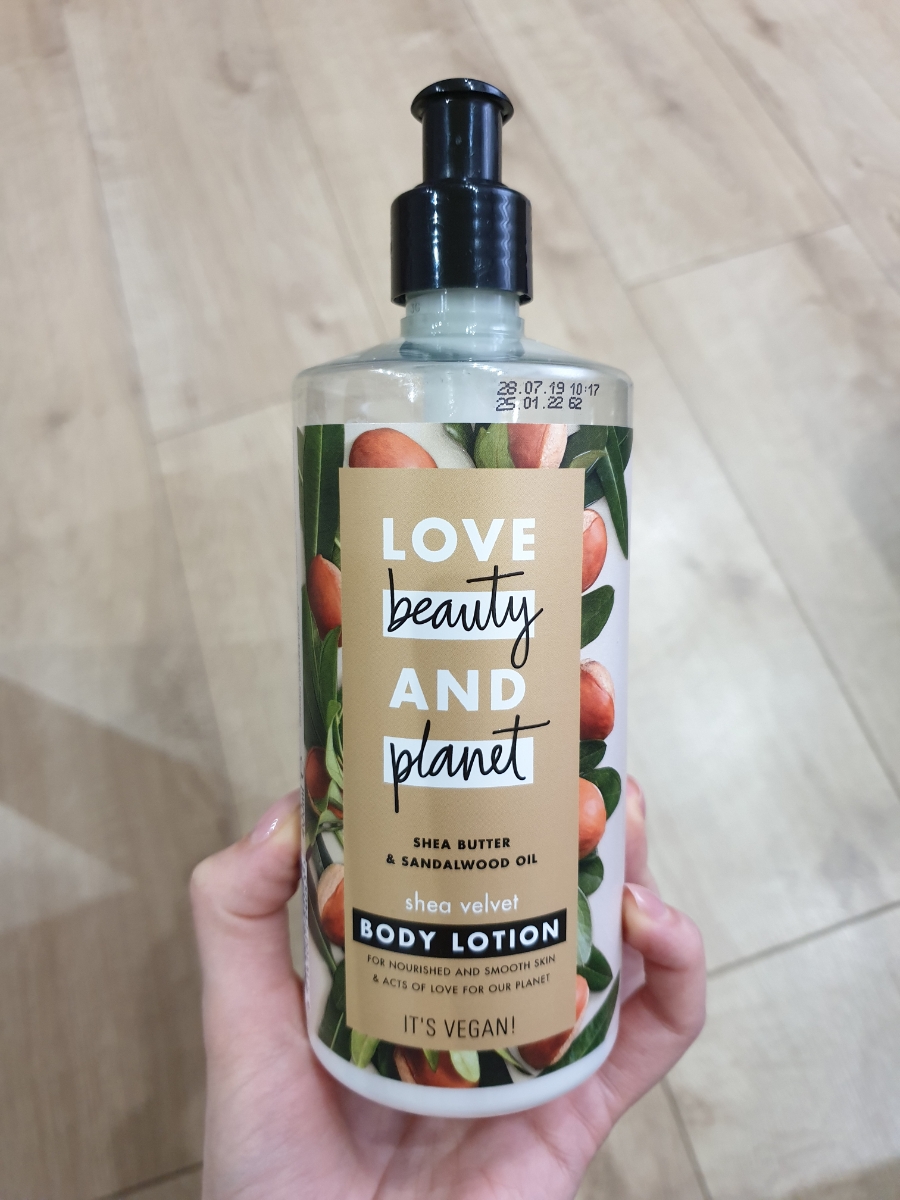 28.07.19 10:17
25.01.22 62
LOVE
beauty
AND
planet
SHEA BUTTER
& SANDALWOOD OIL
shea velvet
BODY LOTION
FOR NOURISHED AND SMOOTH SKIN
& ACTS OF LOVE FOR OUR PLANET
IT'S VEGAN!